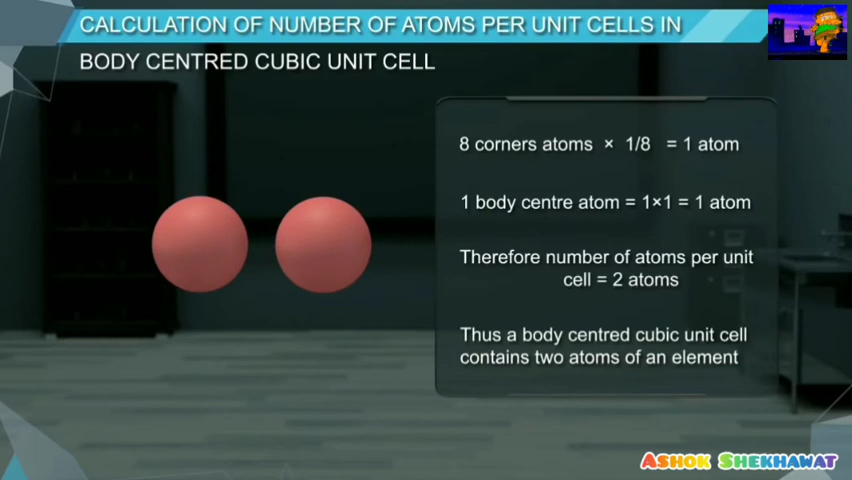 CALCULATION OF NUMBER OF ATOMS PER UNIT CELLS IN
BODY CENTRED CUBIC UNIT CELL
8 corners atoms × 1/8 = 1 atom
1 body centre atom = 1×1 = 1 atom
Therefore number of atoms per unit
cell = 2 atoms
Thus a body centred cubic unit cell
contains two atoms of an element
ASHOK SHEKHAWAT